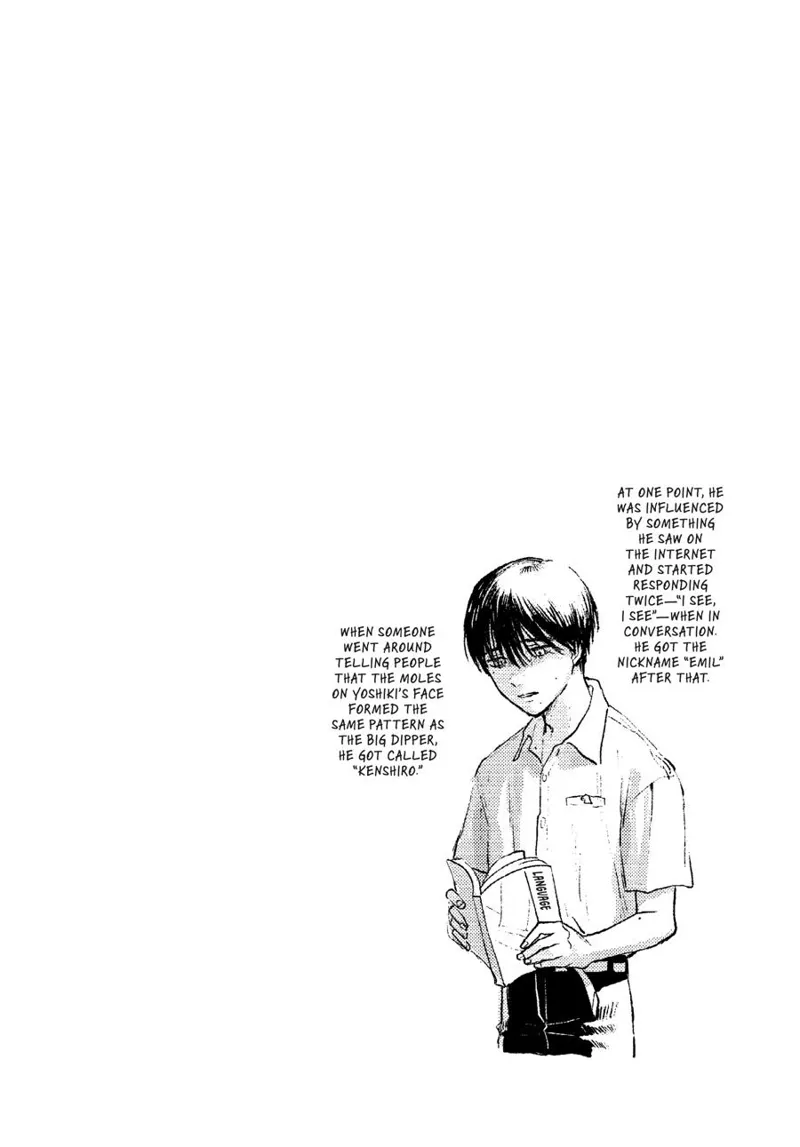 AT ONE POINT, HE
WAS INFLUENCED
BY SOMETHING
HE SAW ON
THE INTERNET
AND STARTED
RESPONDING
TWICE—"I SEE,
I SEE"—WHEN IN
CONVERSATION.
HE GOT THE
NICKNAME "EMIL"
AFTER THAT.
WHEN SOMEONE
WENT AROUND
TELLING PEOPLE
THAT THE MOLES
ON YOSHIKI'S FACE
FORMED THE
SAME PATTERN AS
THE BIG DIPPER,
HE GOT CALLED
"KENSHIRO."
LANGUAGE